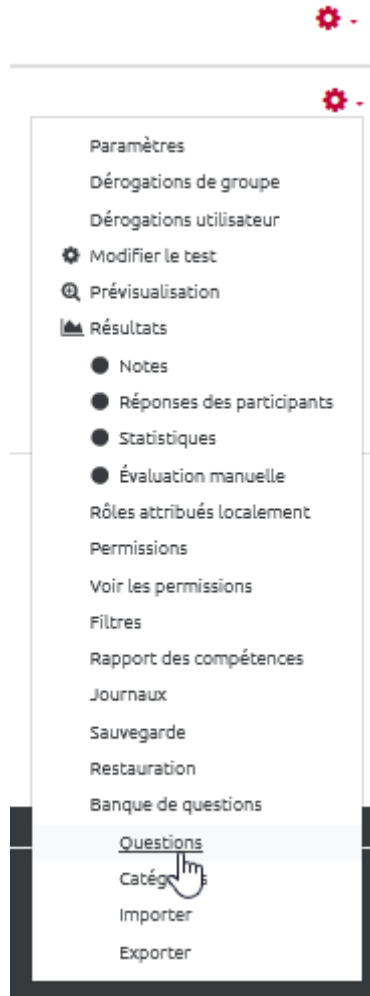 Paramètres
Dérogations de groupe
Dérogations utilisateur
Modifier le test
Prévisualisation
Résultats
Notes
Réponses des participants
Statistiques
Évaluation manuelle
Rôles attribués localement
Permissions
Voir les permissions
Filtres
Rapport des compétences
Journaux
Sauvegarde
Restauration
Banque de questions
Questions
Importer
Exporter